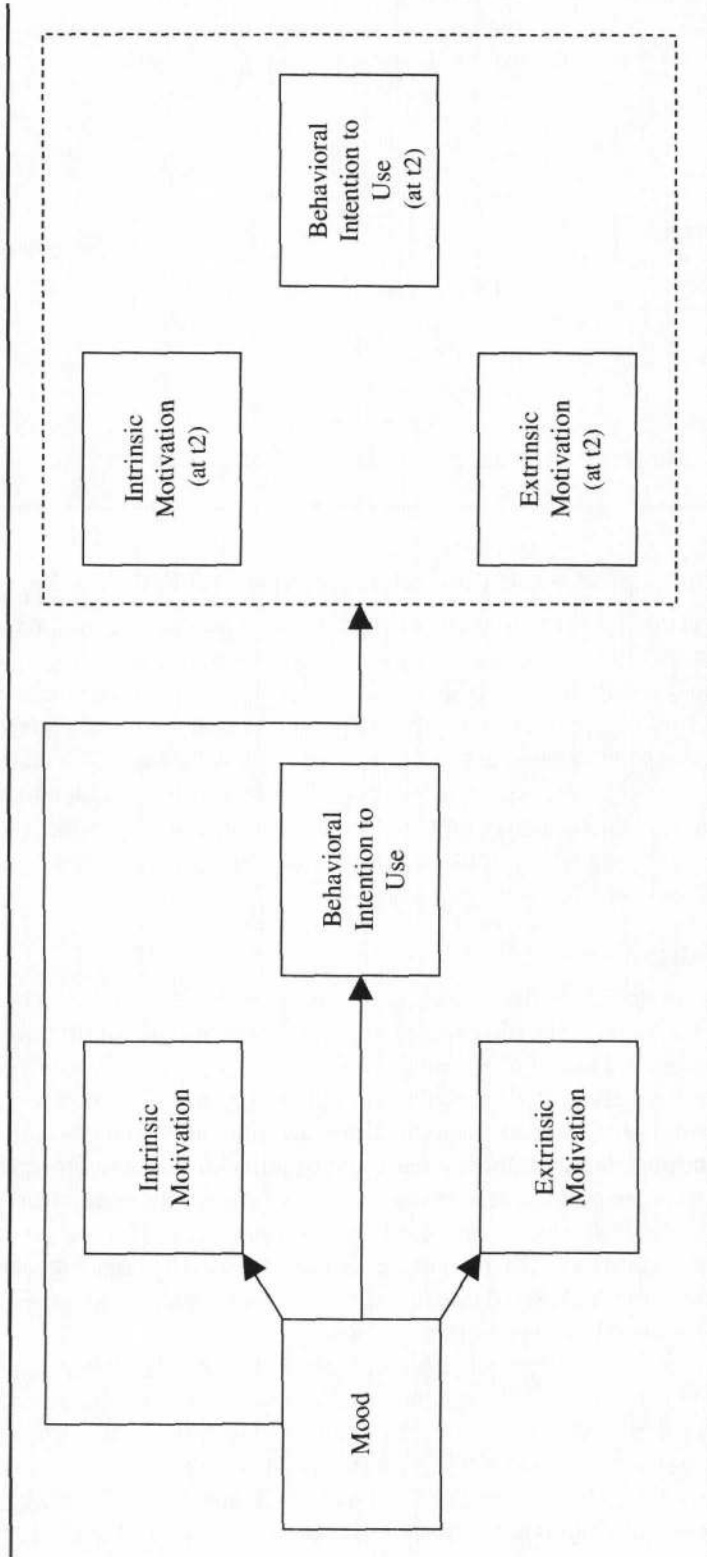 Mood
Intrinsic
Motivation
Extrinsic
Motivation
Behavioral
Intention to
Use
Intrinsic
Motivation
(at t2)
Extrinsic
Motivation
(at t2)
Behavioral
Intention to
Use
(at t2)